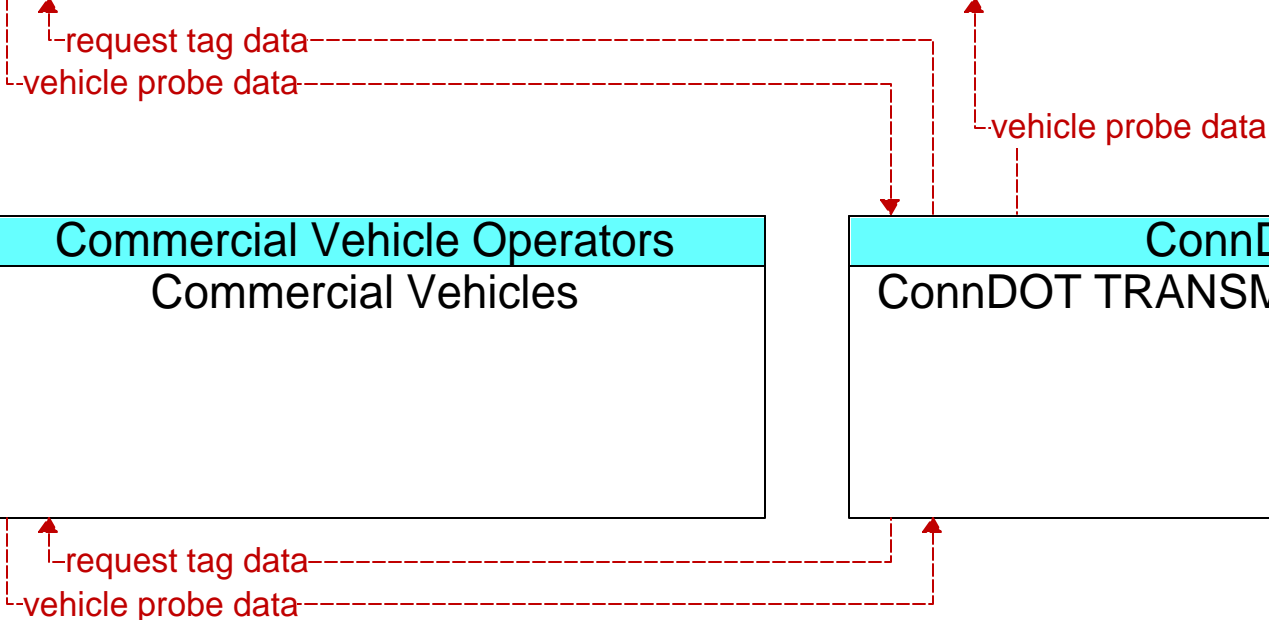 request tag data
vehicle probe data
vehicle probe data
Commercial Vehicle Operators
Commercial Vehicles
ConnD
ConnDOT TRANSM
request tag data
vehicle probe data